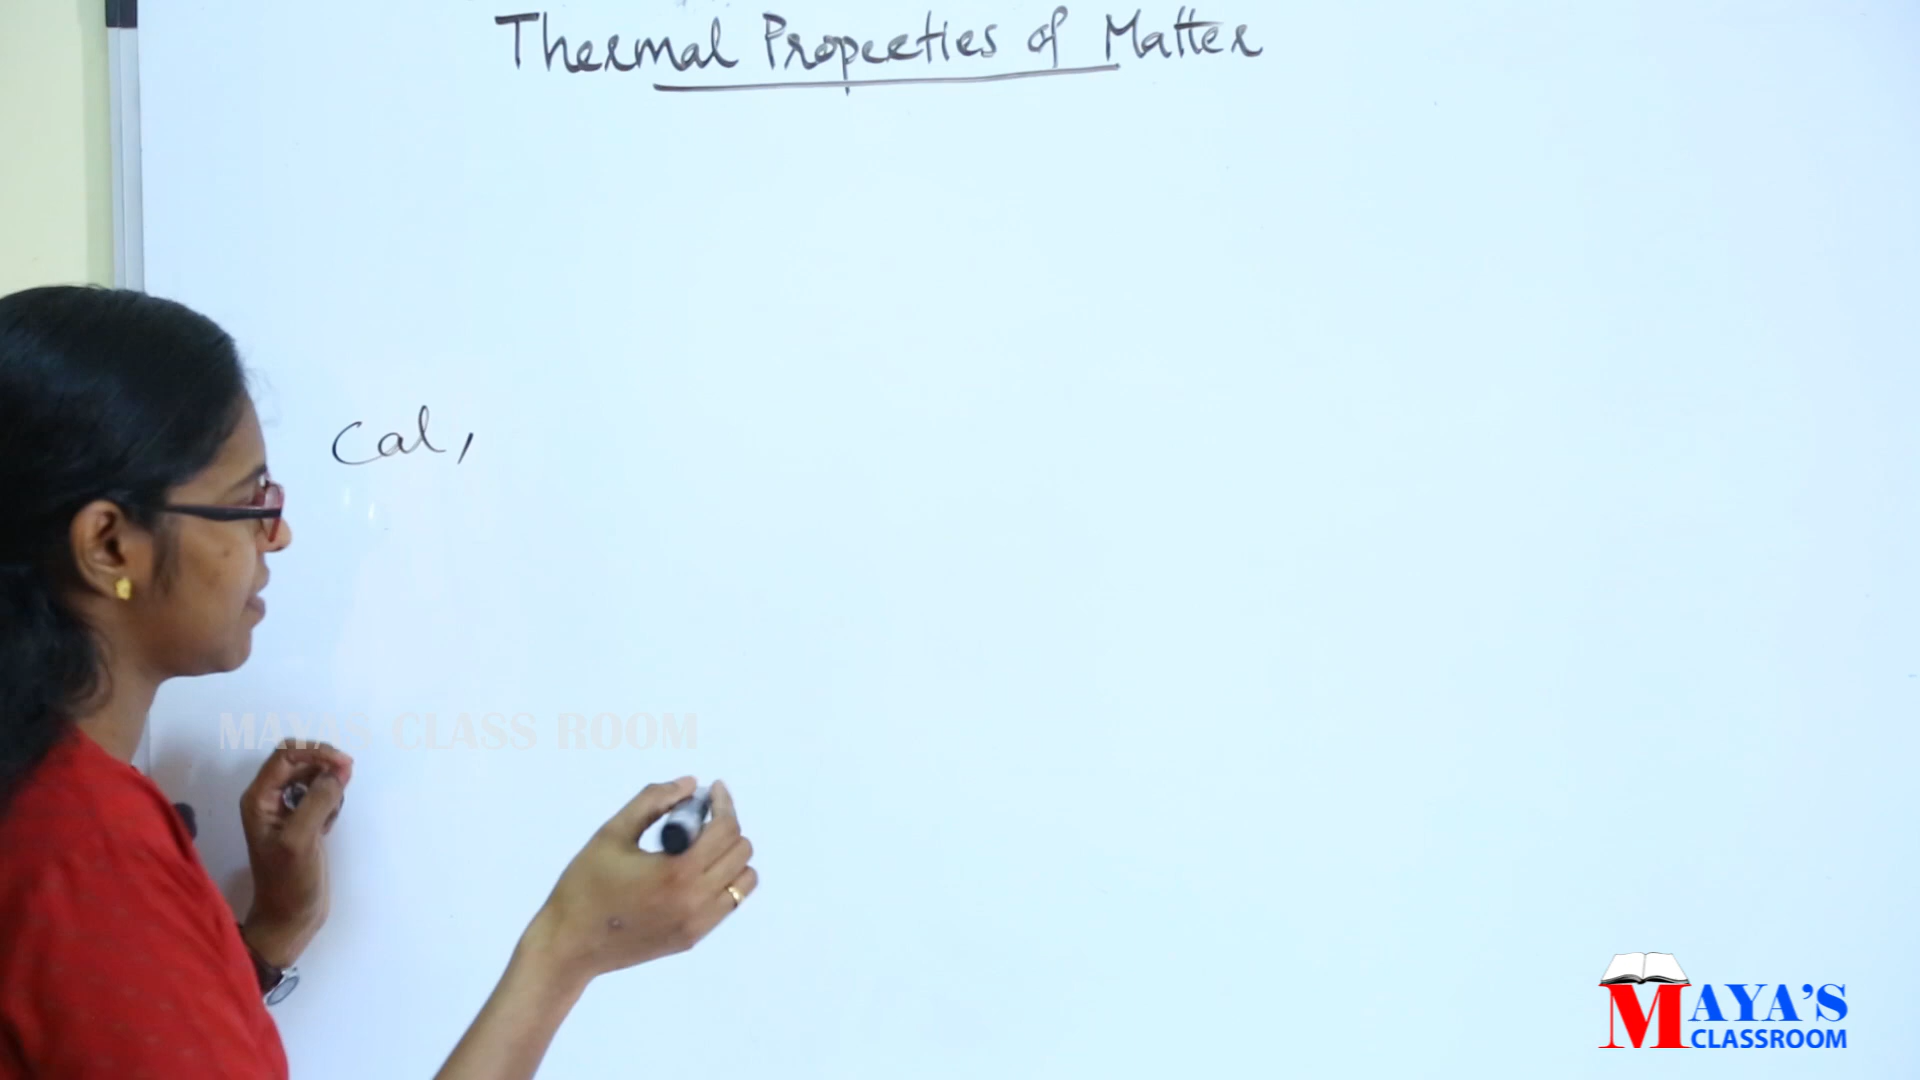 Thermal Properties of Matter
Cal,
MAYAS CLASS ROOM
MAYA'S
CLASSROOM